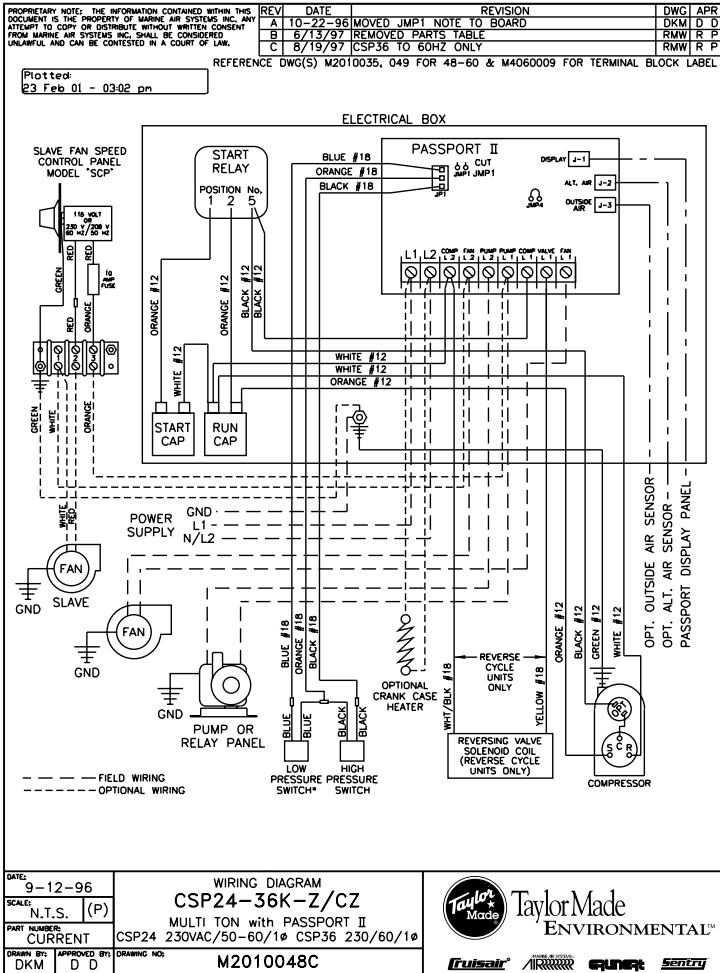 PROPRIETARY NOTE; THE INFORMATION CONTAINED WITHIN THIS
DOCUMENT IS THE PROPERTY OF MARINE AIR SYSTEMS INC. ANY
ATTEMPT TO COPY OR DISTRIBUTE WITHOUT WRITTEN CONSENT
FROM MARINE AIR SYSTEMS INC, SHALL BE CONSIDERED
UNLAWFUL AND CAN BE CONTESTED IN A COURT OF LAW.
REV DATE REVISION DWG APR
A 10-22-96 MOVED JMP1 NOTE TO BOARD DKM D D
B 6/13/97 REMOVED PARTS TABLE RMW R P
C 8/19/97 CSP36 TO 60HZ ONLY RMW R P
REFERENCE DWG(S) M2010035, 049 FOR 48-60 & M4060009 FOR TERMINAL BLOCK LABEL
Plotted:
23 Feb 01 - 03:02 pm
ELECTRICAL BOX
SLAVE FAN SPEED
CONTROL PANEL
MODEL "SCP"
115 VOLT
OR
230 V /208 V
60 HZ/ 50 HZ
GREEN
RED
RED
10
AMP
FUSE
RED
ORANGE
2
3
GREEN
WHITE
ORANGE
START
RELAY
POSITION No.
1 2 5
ORANGE #12
ORANGE #12
BLACK #12
BLACK #12
WHITE #12
START
CAP
RUN
CAP
BLUE #18
ORANGE #18
BLACK #18
PASSPORT II
CUT
JMP1 JMP1
JP1
JMP4
DISPLAY J-1
ALT. AIR J-2
OUTSIDE
AIR J-3
L1 L2 COMP L2 FAN L2 PUMP L2 PUMP L1 COMP L1 VALVE L1 FAN L1
WHITE #12
WHITE #12
ORANGE #12
POWER
SUPPLY
GND
L1
N/L2
WHITE
RED
FAN
GND
SLAVE
FAN
GND
GND
PUMP OR
RELAY PANEL
BLUE #18
ORANGE #18
BLACK #18
BLUE
BLUE
BLACK
BLACK
LOW
PRESSURE
SWITCH*
HIGH
PRESSURE
SWITCH
OPTIONAL
CRANK CASE
HEATER
REVERSE
CYCLE
UNITS
ONLY
WHT/BLK #18
YELLOW #18
REVERSING VALVE
SOLENOID COIL
(REVERSE CYCLE
UNITS ONLY)
ORANGE #12
BLACK #12
GREEN #12
WHITE #12
S C R
COMPRESSOR
OPT. OUTSIDE AIR SENSOR
OPT. ALT. AIR SENSOR
PASSPORT DISPLAY PANEL
FIELD WIRING
OPTIONAL WIRING
DATE:
9-12-96
SCALE:
N.T.S. (P)
PART NUMBER:
CURRENT
DRAWN BY:
DKM
APPROVED BY:
D D
WIRING DIAGRAM
CSP24-36K-Z/CZ
MULTI TON with PASSPORT II
CSP24 230VAC/50-60/1ø CSP36 230/60/1ø
DRAWING NO:
M2010048C
Taylor
Made
Taylor Made
ENVIRONMENTAL™
Cruisair
MARINE AIR SYSTEMS
AIR
GRUNERT
Sentry